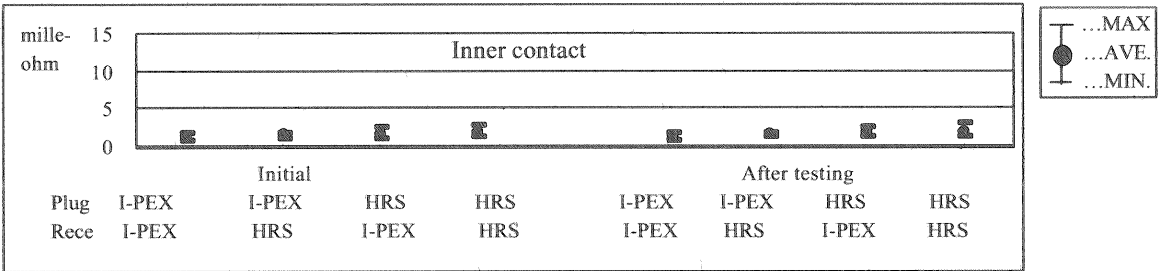 mille-
ohm
15
10
5
0
Inner contact
...MAX
...AVE.
...MIN.
Initial After testing
Plug I-PEX I-PEX HRS HRS I-PEX I-PEX HRS HRS
Rece I-PEX HRS I-PEX HRS I-PEX HRS I-PEX HRS